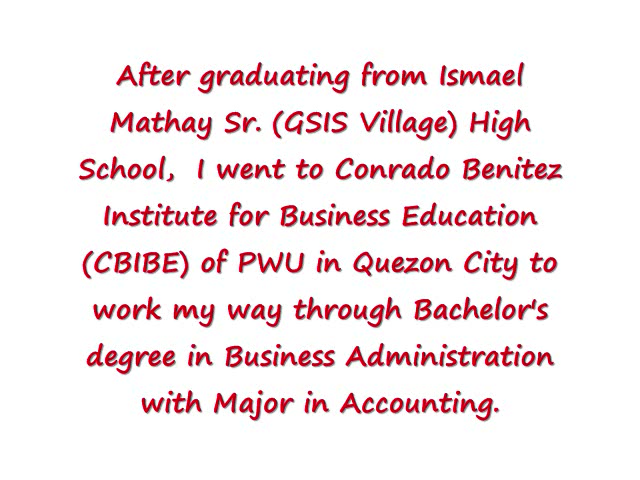 After graduating from Ismael
Mathay Sr. (GSIS Village) High
School,  I went to Conrado Benitez
Institute for Business Education
(CBIBE) of PWU in Quezon City to
work my way through Bachelor's
degree in Business Administration
with Major in Accounting.